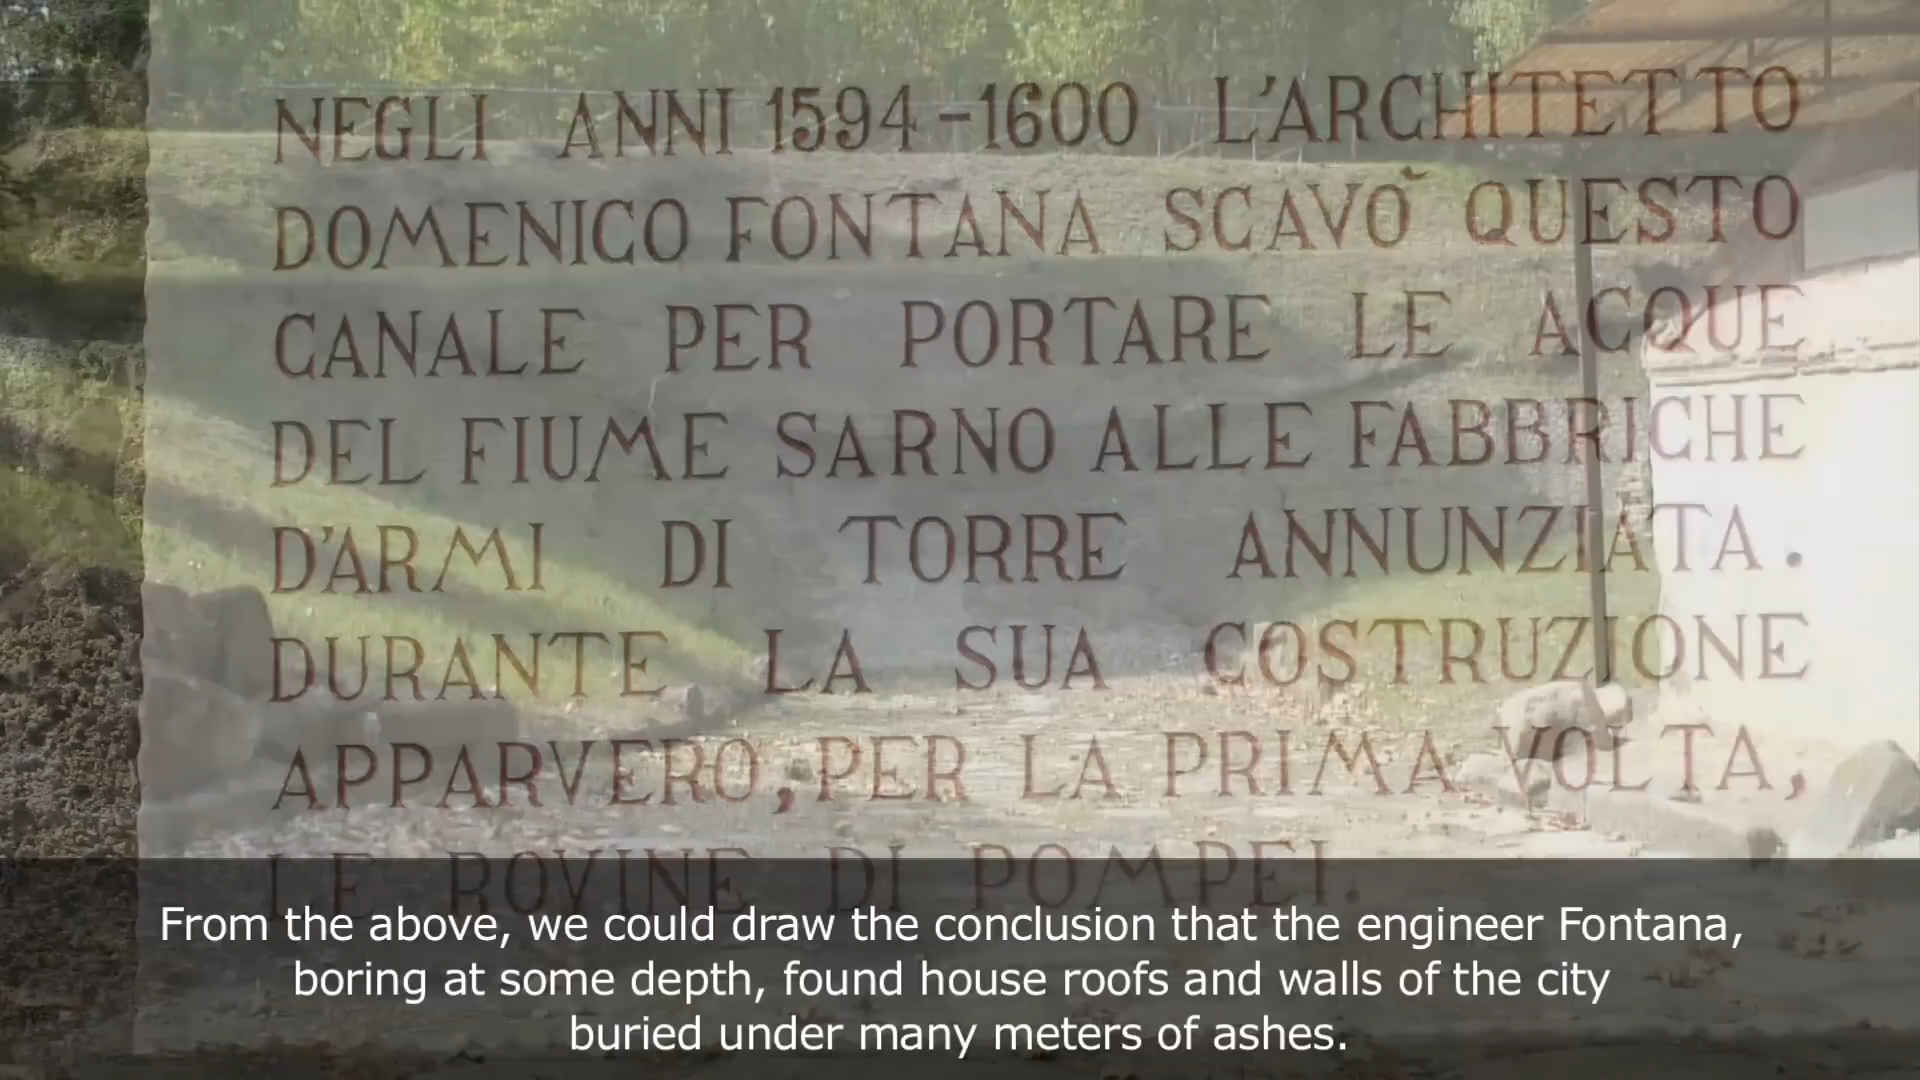 NEGLI ANNI 1594-1600 L'ARCHITETTO
DOMENICO FONTANA SCAVÒ QUESTO
CANALE PER PORTARE LE ACQUE
DEL FIUME SARNO ALLE FABBRICHE
D'ARMI DI TORRE ANNUNZIATA.
DURANTE LA SUA COSTRUZIONE
APPARVERO, PER LA PRIMA VOLTA,
LE ROVINE DI POMPEI.
From the above, we could draw the conclusion that the engineer Fontana,
boring at some depth, found house roofs and walls of the city
buried under many meters of ashes.